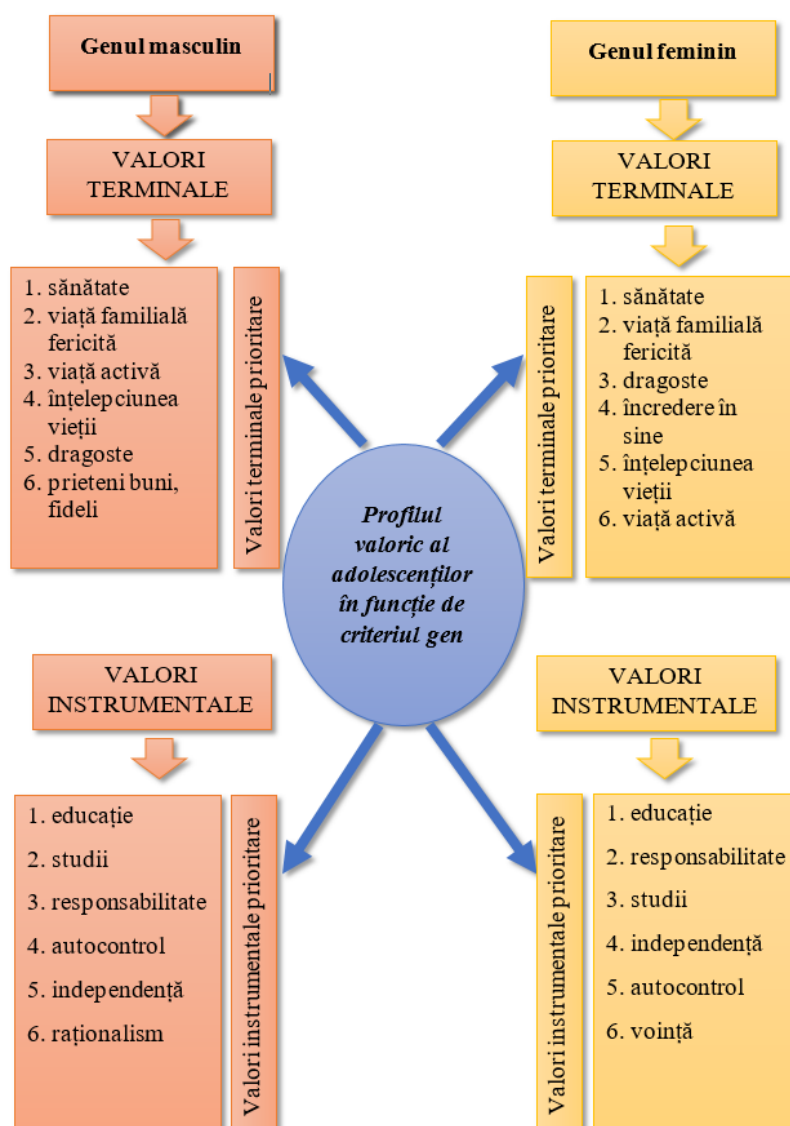 Genul masculin
VALORI
TERMINALE
1. sănătate
2. viață familială
fericită
3. viață activă
4. înțelepciunea
vieții
5. dragoste
6. prieteni buni,
fideli
Valori terminale prioritare
Genul feminin
VALORI
TERMINALE
Valori terminale prioritare
1. sănătate
2. viață familială
fericită
3. dragoste
4. încredere în
sine
5. înțelepciunea
vieții
6. viață activă
Profilul
valoric al
adolescenților
în funcție de
criteriul gen
VALORI
INSTRUMENTALE
1. educație
2. studii
3. responsabilitate
4. autocontrol
5. independență
6. raționalism
Valori instrumentale prioritare
VALORI
INSTRUMENTALE
Valori instrumentale prioritare
1. educație
2. responsabilitate
3. studii
4. independență
5. autocontrol
6. voință